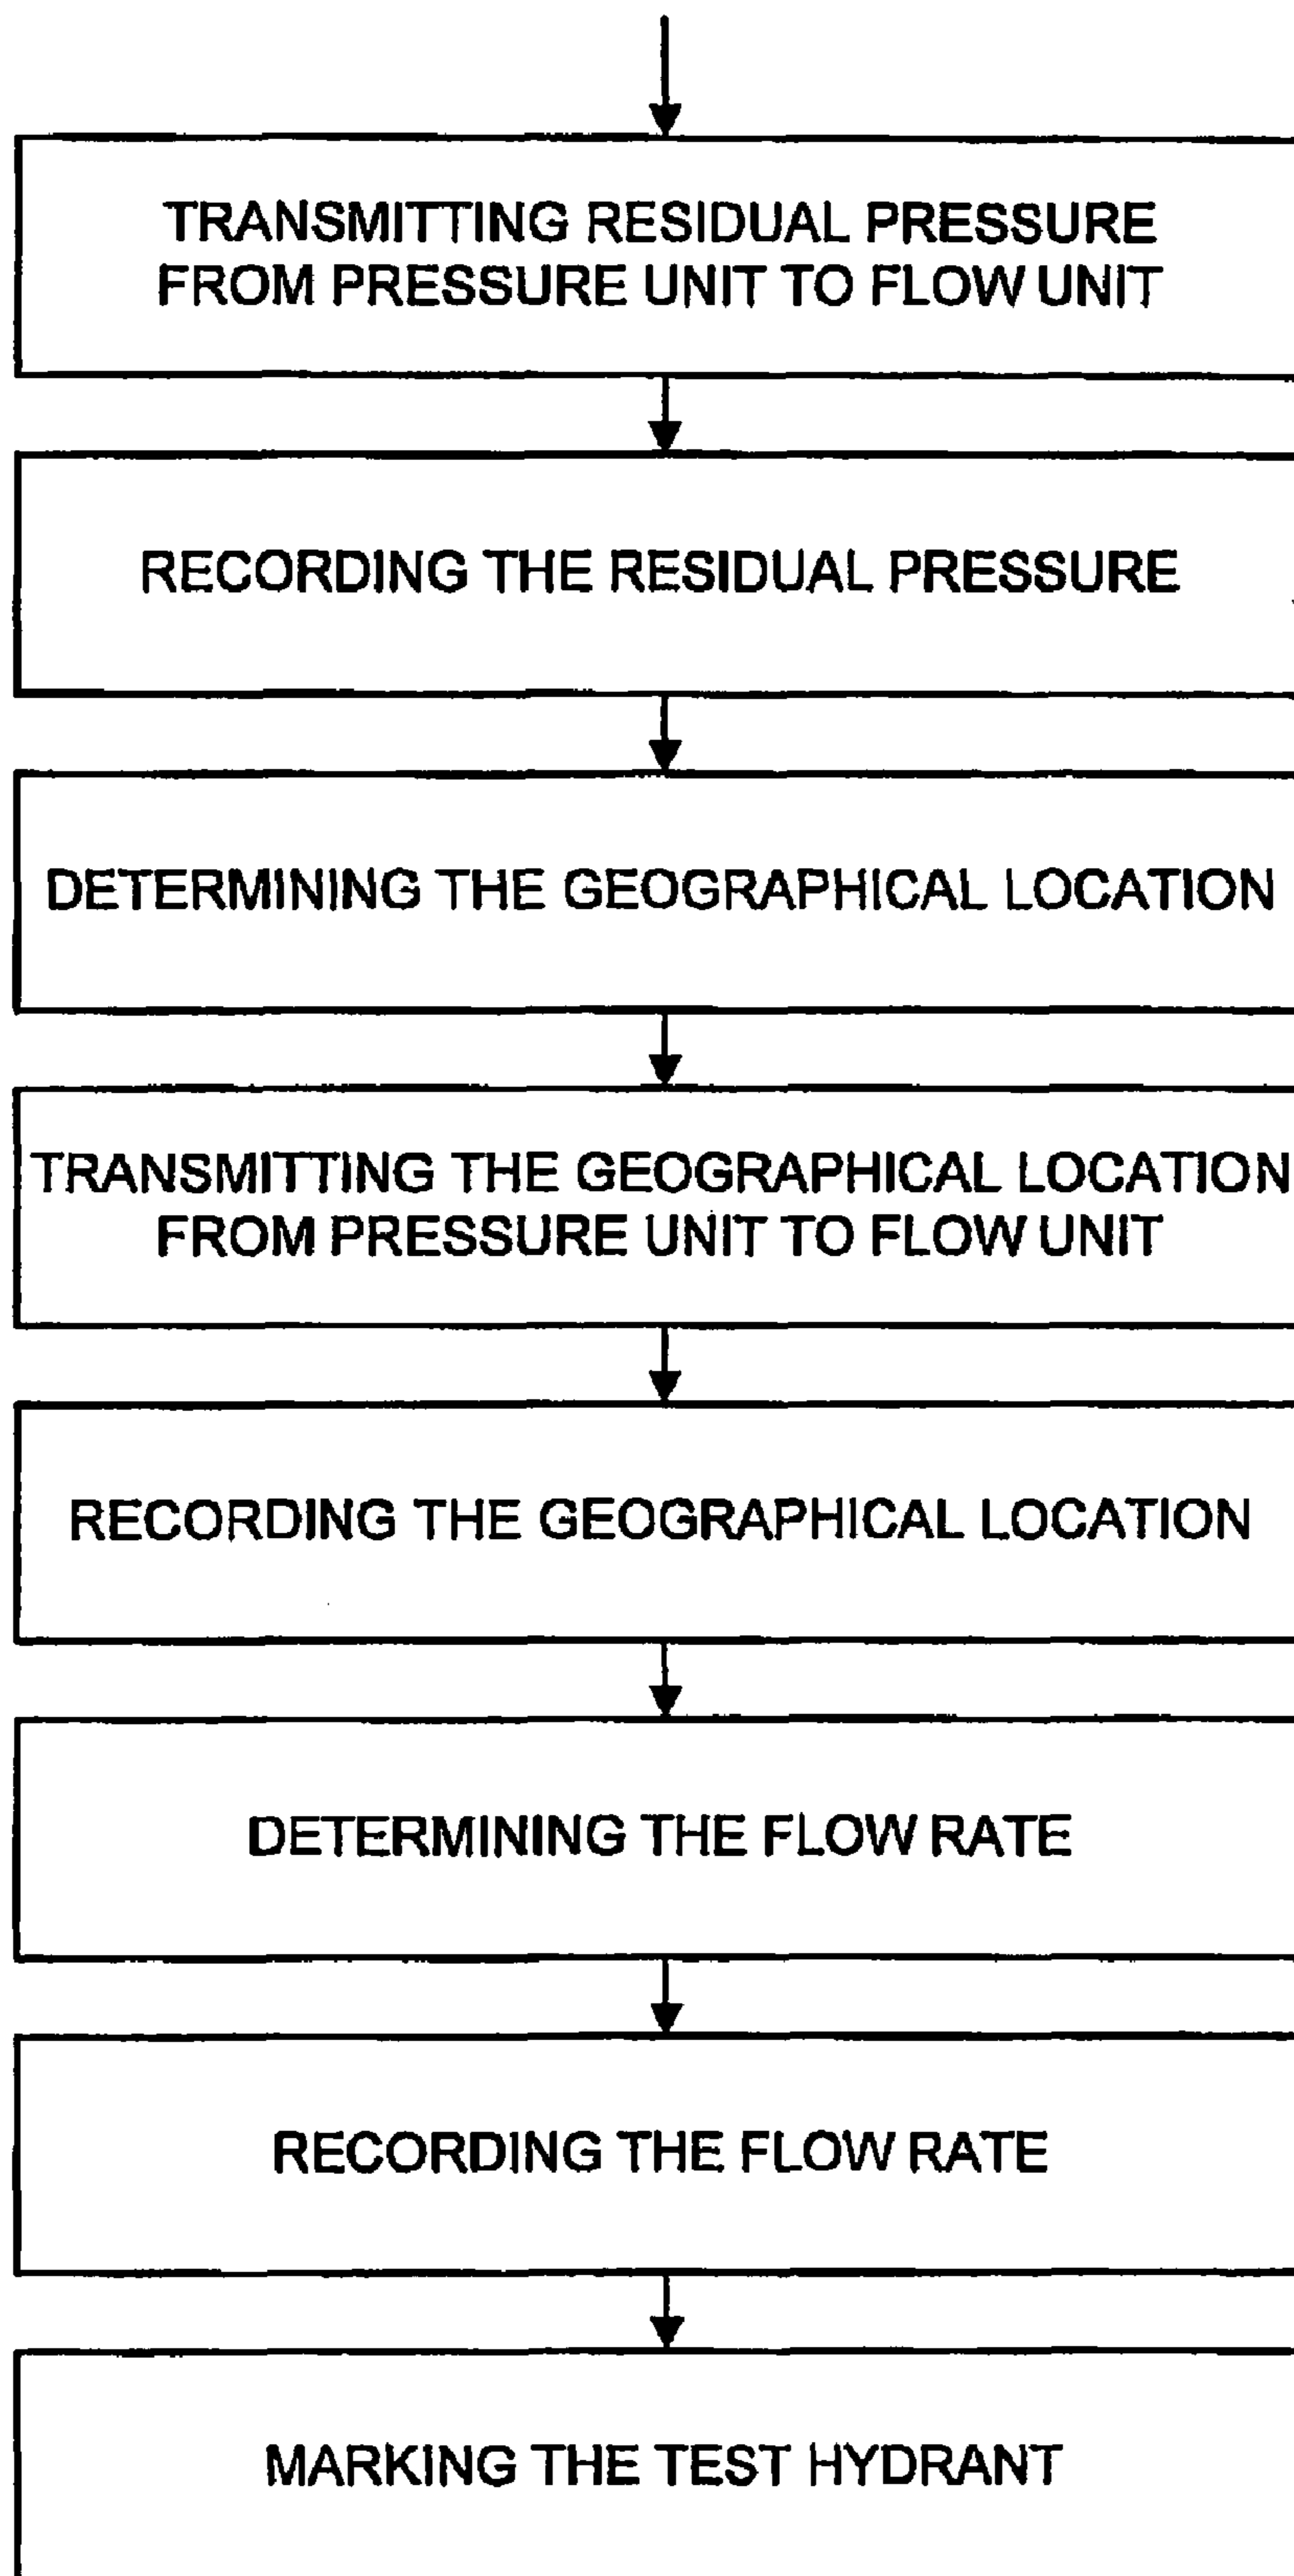 TRANSMITTING RESIDUAL PRESSURE
FROM PRESSURE UNIT TO FLOW UNIT
RECORDING THE RESIDUAL PRESSURE
DETERMINING THE GEOGRAPHICAL LOCATION
TRANSMITTING THE GEOGRAPHICAL LOCATION
FROM PRESSURE UNIT TO FLOW UNIT
RECORDING THE GEOGRAPHICAL LOCATION
DETERMINING THE FLOW RATE
RECORDING THE FLOW RATE
MARKING THE TEST HYDRANT